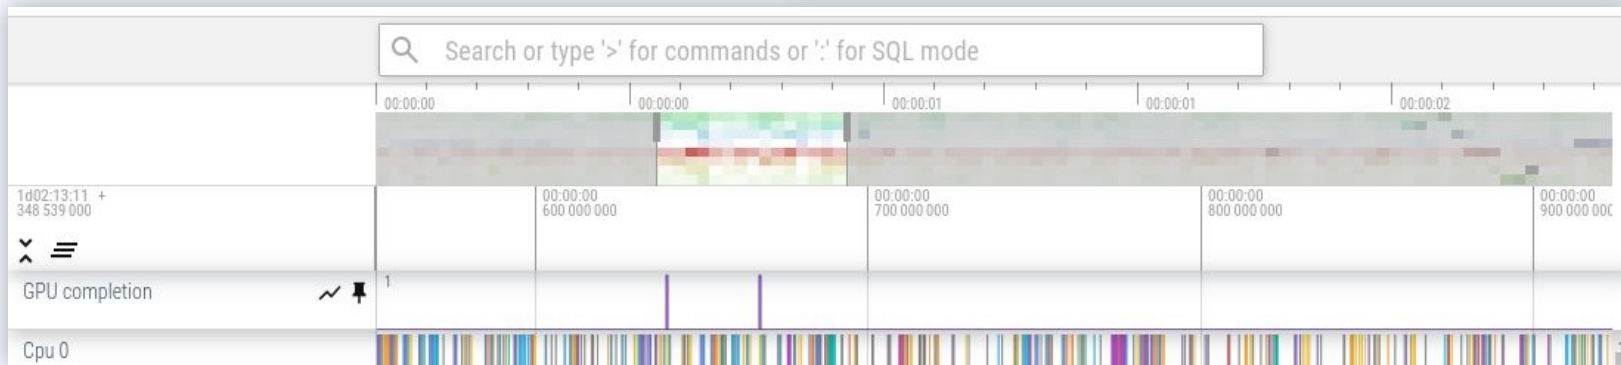 Search or type '>' for commands or ':' for SQL mode
00:00:00 00:00:00 00:00:01 00:00:01 00:00:02
1d02:13:11 + 00:00:00 00:00:00 00:00:00 00:00:00
348 539 000 600 000 000 700 000 000 800 000 000 900 000 000
GPU completion 1
Cpu 0